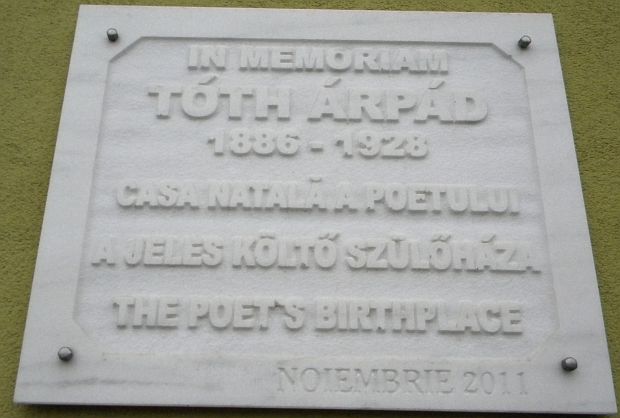 IN MEMORIAM
TÓTH ÁRPÁD
1886 - 1928
CASA NATALĂ A POETULUI
A JELES KÖLTŐ SZÜLŐHÁZA
THE POET'S BIRTHPLACE
NOIEMBRIE 2011